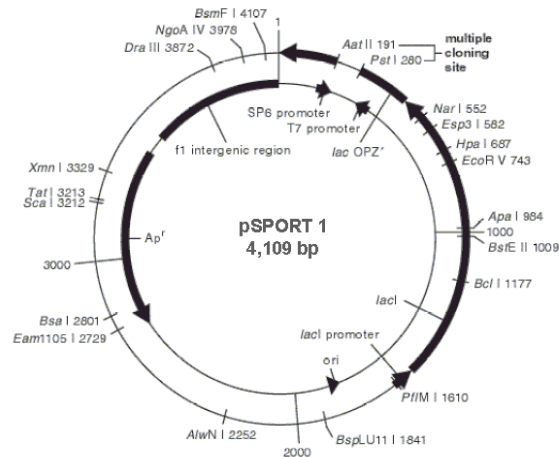 BsmF I 4107
NgoA IV 3978
Dra III 3872
1
Aat II 191
Pst I 280
multiple
cloning
site
SP6 promoter
T7 promoter
lac OPZ'
f1 intergenic region
Nar I 552
Esp3 I 582
Hpa I 687
EcoR V 743
Xmn I 3329
Tat I 3213
Sca I 3212
Apʳ
pSPORT 1
4,109 bp
Apa I 984
1000
BstE II 1009
Bcl I 1177
3000
lacI
lacI promoter
ori
Bsa I 2801
Eam1105 I 2729
PflM I 1610
AlwN I 2252
BspLU11 I 1841
2000